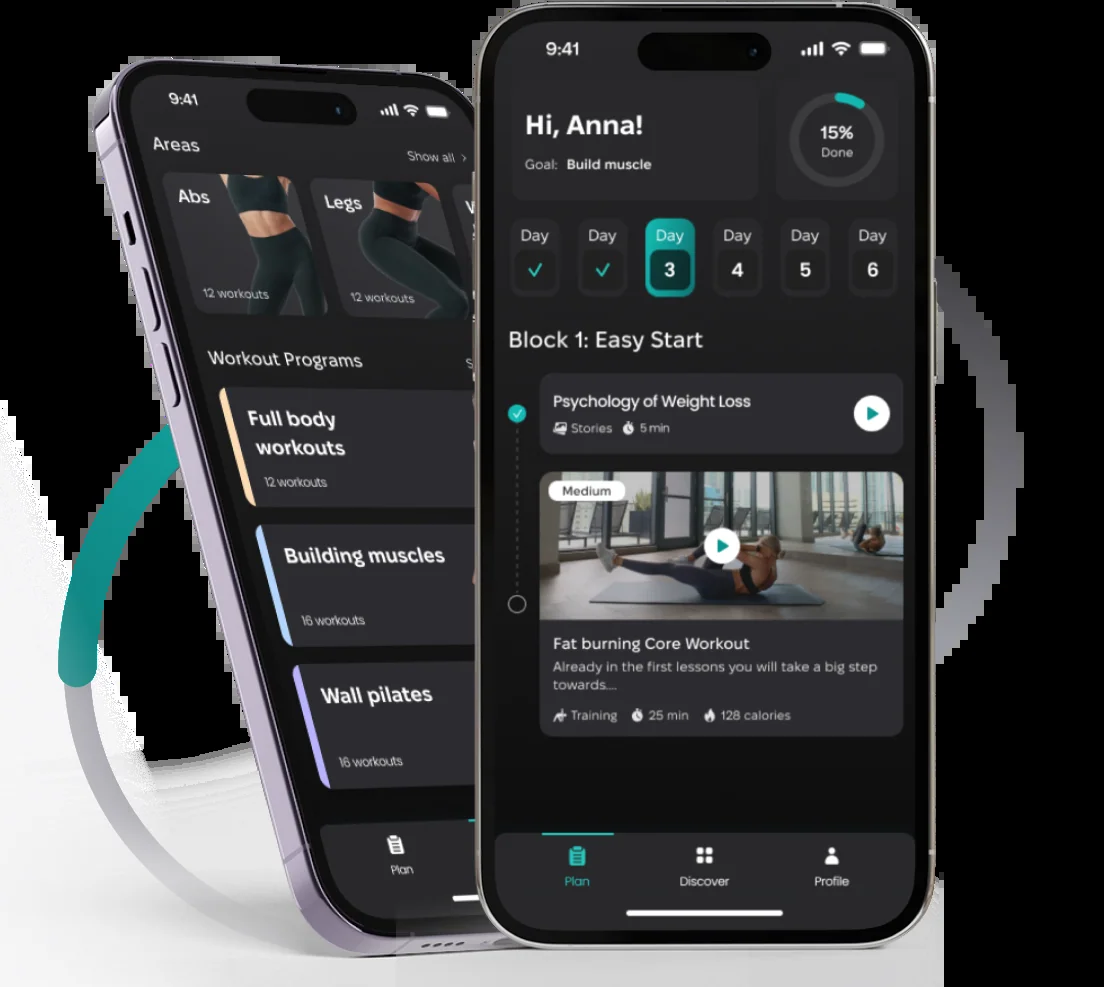 9:41
Areas
Show all >
Abs
12 workouts
Legs
12 workouts
Workout Programs
Full body
workouts
12 workouts
Building muscles
16 workouts
Wall pilates
16 workouts
Plan
9:41
Hi, Anna!
Goal: Build muscle
15%
Done
Day Day Day Day Day Day
3 4 5 6
Block 1: Easy Start
Psychology of Weight Loss
Stories 5 min
Medium
Fat burning Core Workout
Already in the first lessons you will take a big step
towards....
Training 25 min 128 calories
Plan Discover Profile